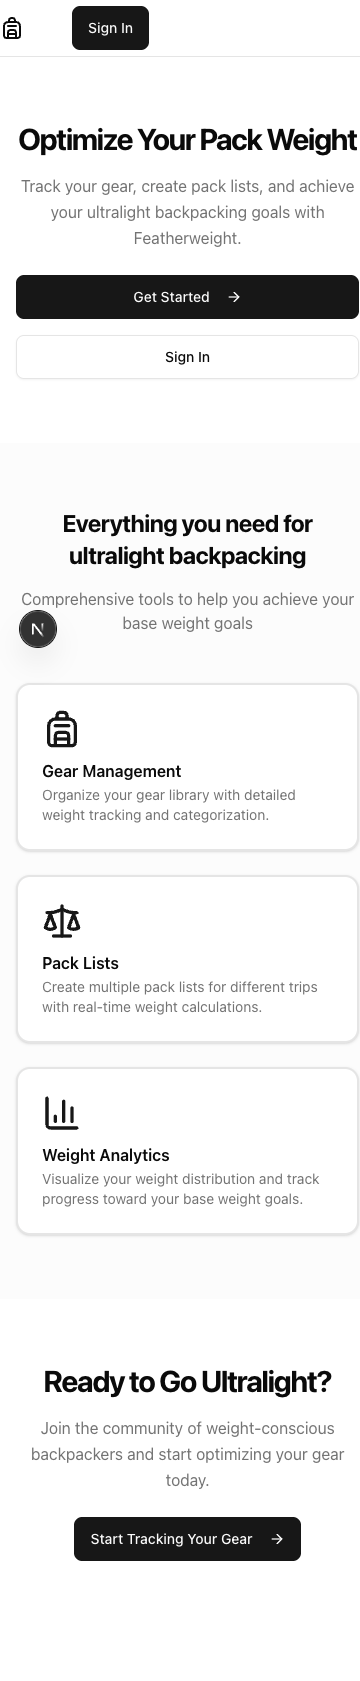 Sign In
Optimize Your Pack Weight
Track your gear, create pack lists, and achieve
your ultralight backpacking goals with
Featherweight.
Get Started →
Sign In
Everything you need for
ultralight backpacking
Comprehensive tools to help you achieve your
base weight goals
N
Gear Management
Organize your gear library with detailed
weight tracking and categorization.
Pack Lists
Create multiple pack lists for different trips
with real-time weight calculations.
Weight Analytics
Visualize your weight distribution and track
progress toward your base weight goals.
Ready to Go Ultralight?
Join the community of weight-conscious
backpackers and start optimizing your gear
today.
Start Tracking Your Gear →